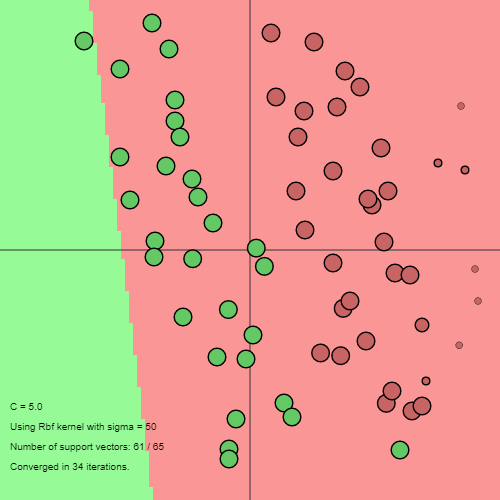 C = 5.0
Using Rbf kernel with sigma = 50
Number of support vectors: 61 / 65
Converged in 34 iterations.